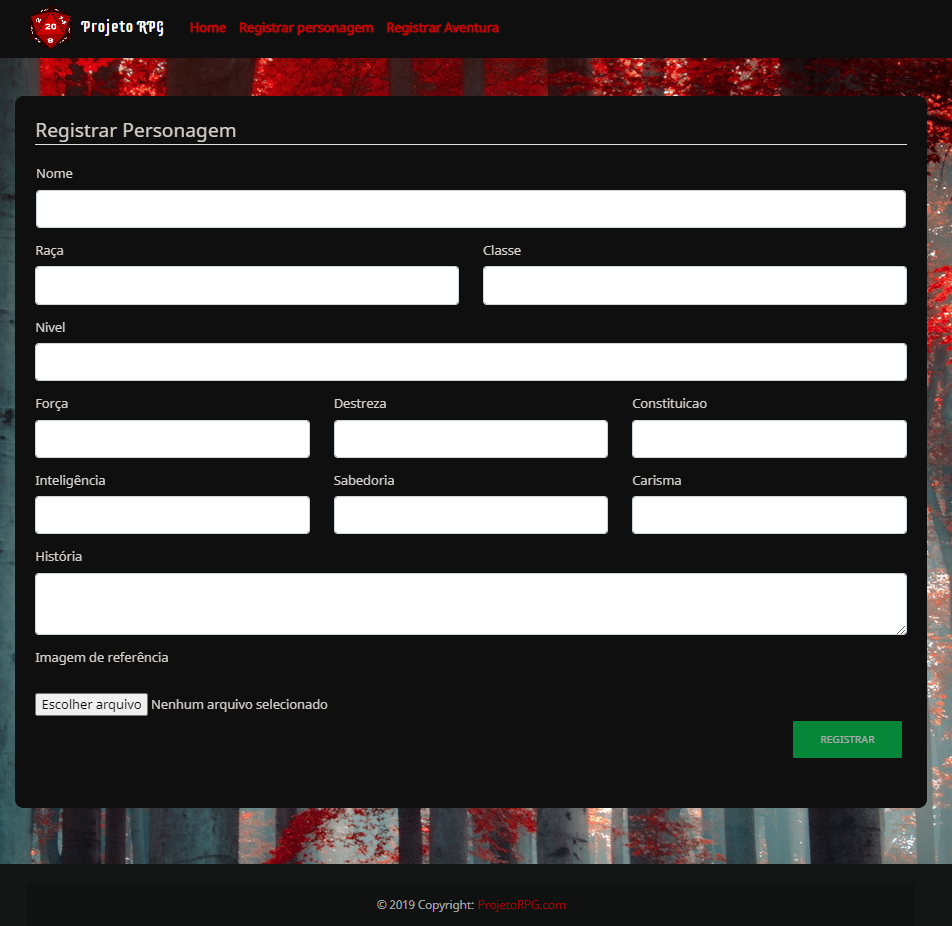 20
8
Projeto RPG
Home Registrar personagem Registrar Aventura
Registrar Personagem
Nome
Raça Classe
Nivel
Força Destreza Constituicao
Inteligência Sabedoria Carisma
História
Imagem de referência
Escolher arquivo Nenhum arquivo selecionado
REGISTRAR
© 2019 Copyright: ProjetoRPG.com